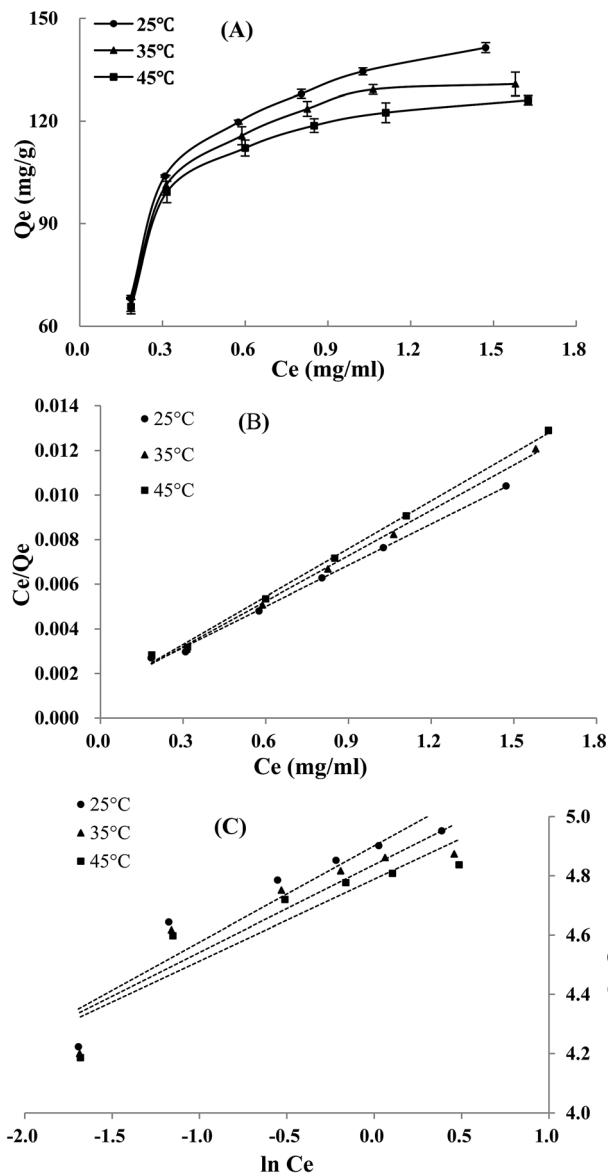 150
(A)
25℃
35℃
45℃
120
90
60
Qe (mg/g)
0.0 0.3 0.6 0.9 1.2 1.5 1.8
Ce (mg/ml)
0.014
(B)
25°C
35°C
45°C
0.012
0.010
0.008
0.006
0.004
0.002
0.000
Ce/Qe
0.0 0.3 0.6 0.9 1.2 1.5 1.8
Ce (mg/ml)
25°C
35°C
45°C
(C)
5.0
4.8
4.6
4.4
4.2
4.0
-2.0 -1.5 -1.0 -0.5 0.0 0.5 1.0
ln Ce